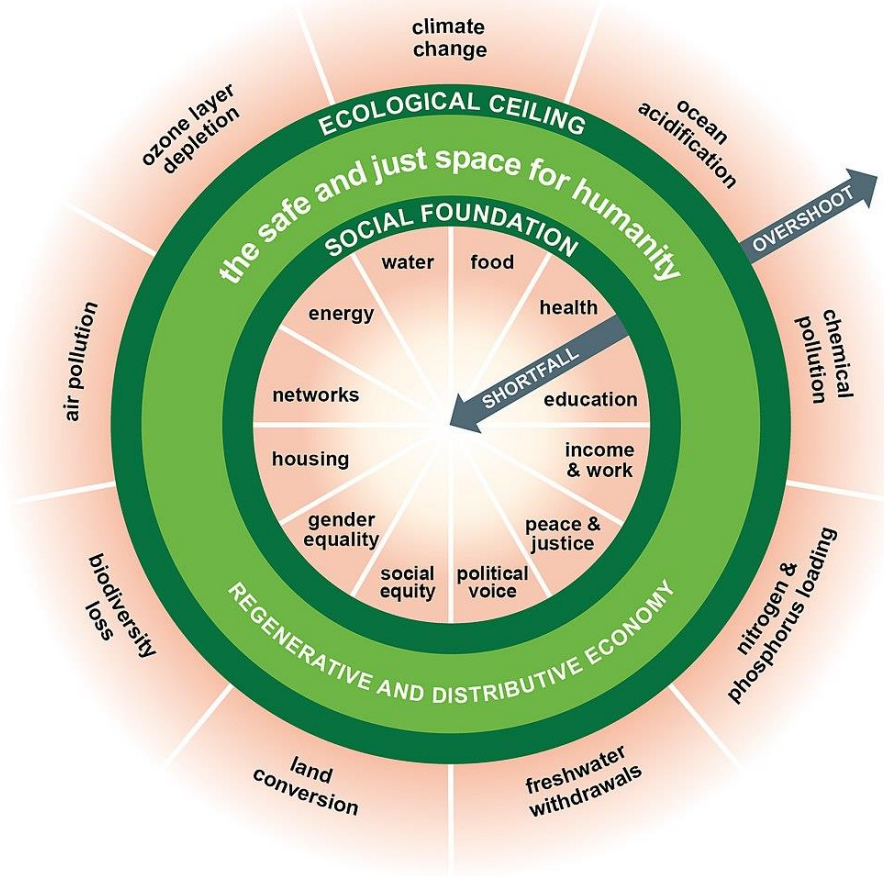 climate
change
ozone layer
depletion
ocean
acidification
ECOLOGICAL CEILING
the safe and just space for humanity
SOCIAL FOUNDATION
OVERSHOOT
water
food
energy
health
SHORTFALL
networks
education
air pollution
chemical
pollution
housing
income
& work
gender
equality
peace &
justice
social
equity
political
voice
biodiversity
loss
nitrogen &
phosphorus loading
REGENERATIVE AND DISTRIBUTIVE ECONOMY
land
conversion
freshwater
withdrawals